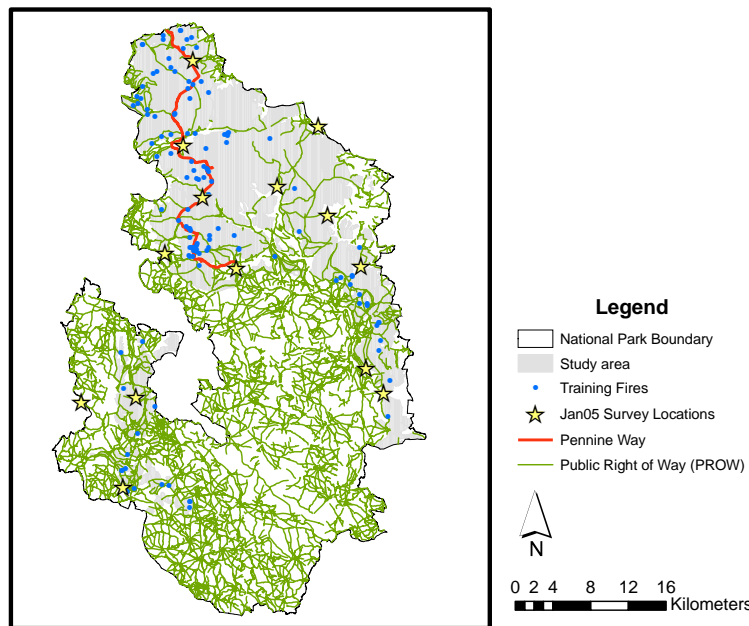 Legend
National Park Boundary
Study area
Training Fires
Jan05 Survey Locations
Pennine Way
Public Right of Way (PROW)
N
0 2 4 8 12 16
Kilometers